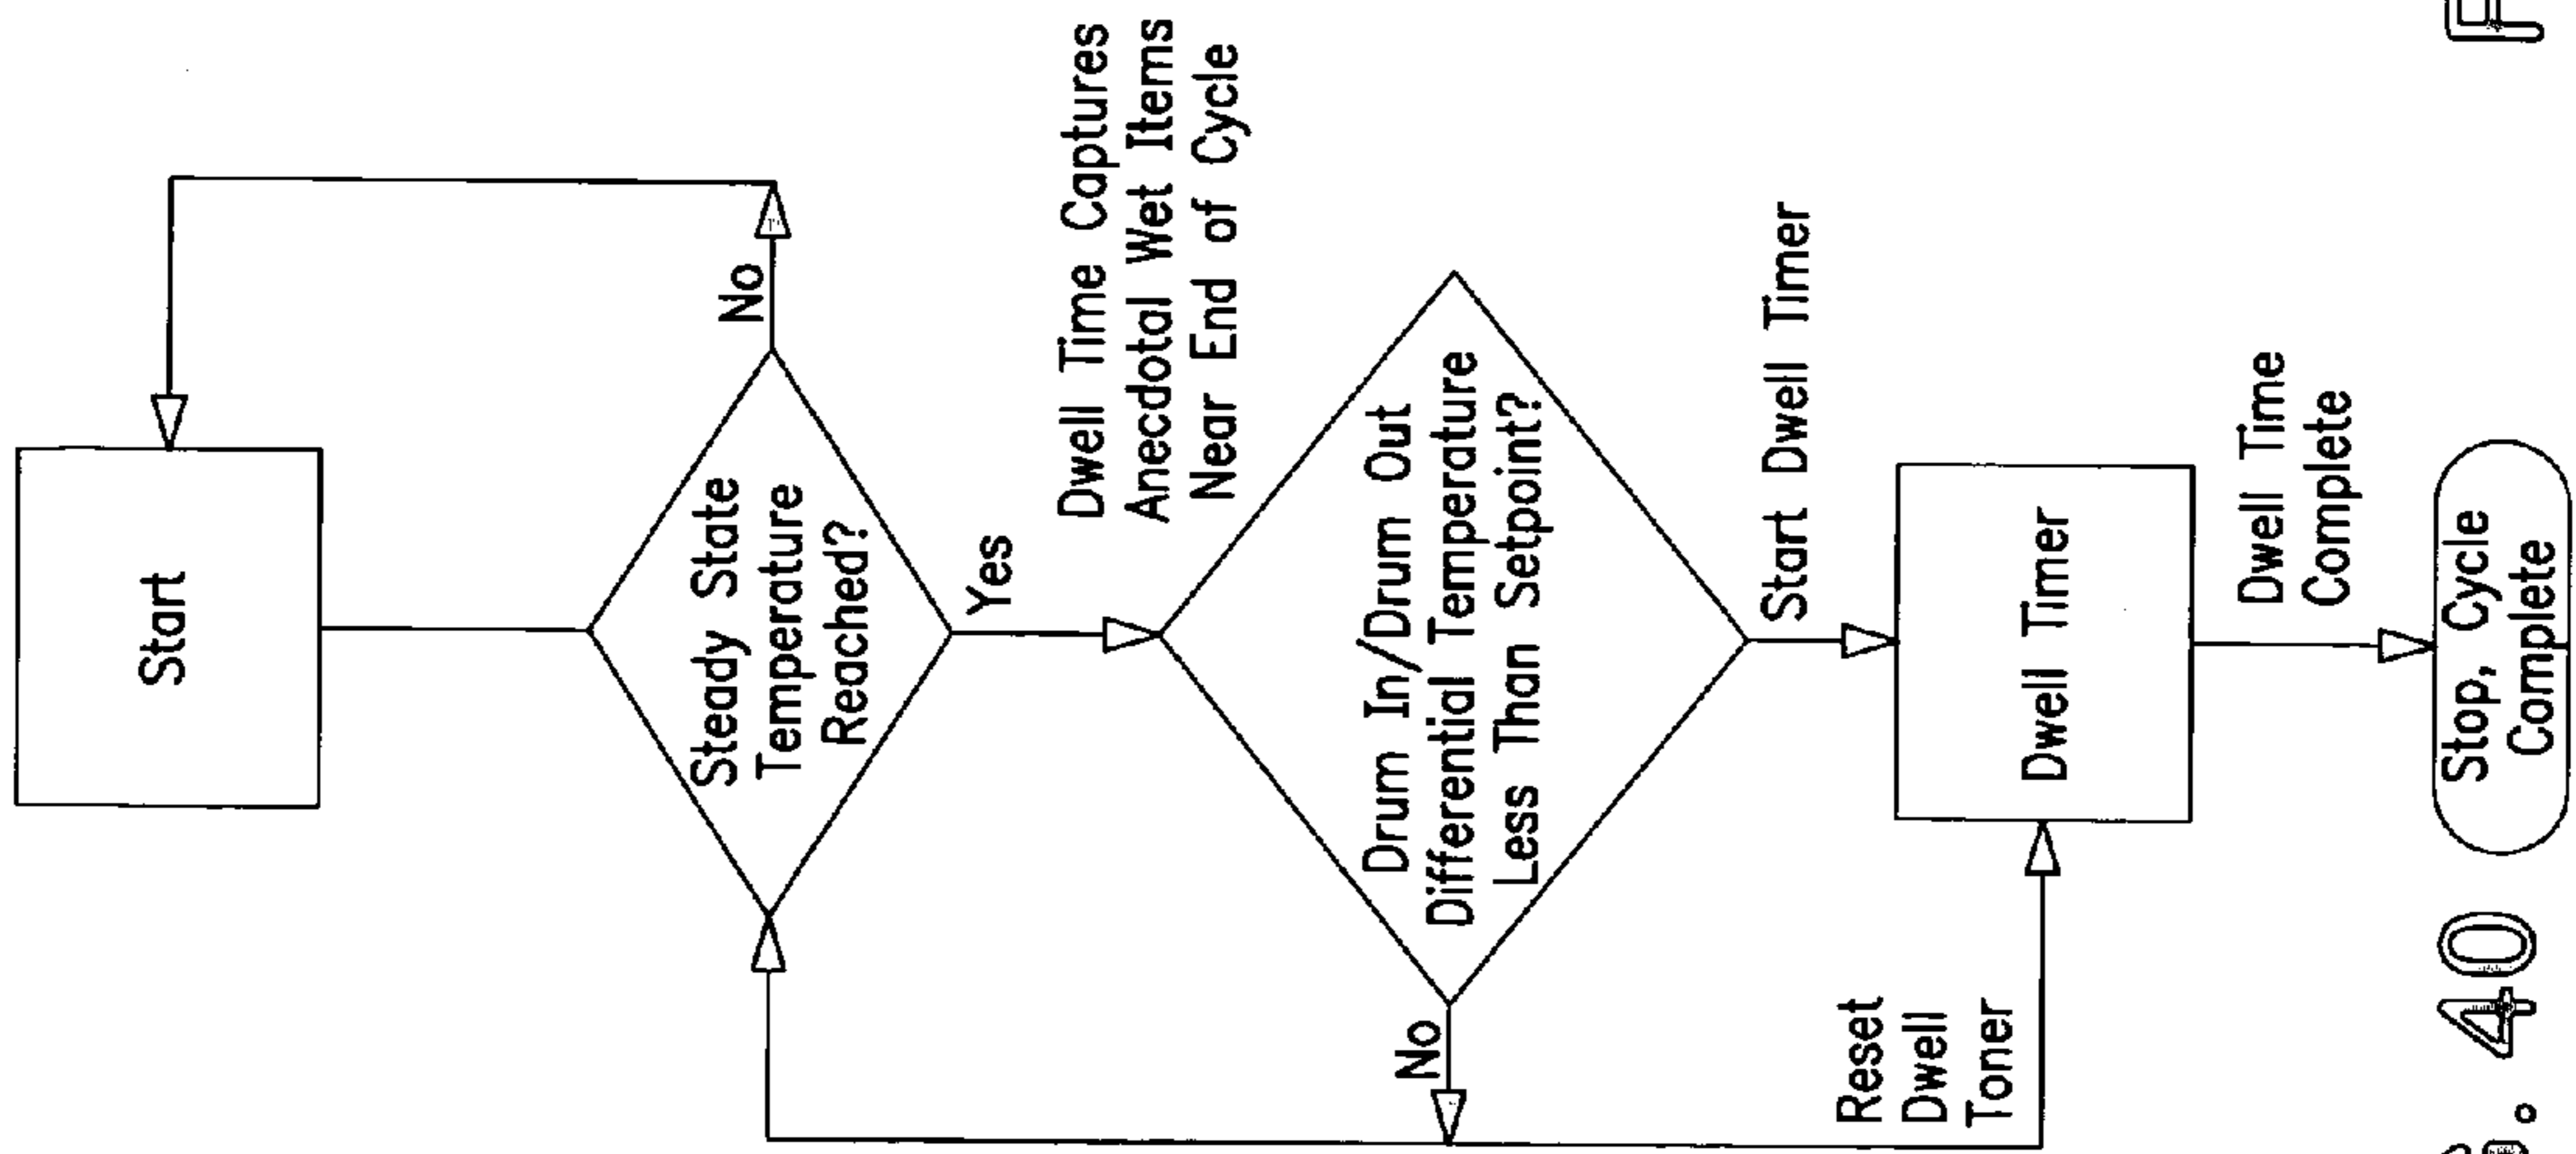 Start
No
Steady State
Temperature
Reached?
Yes
Dwell Time Captures
Anecdotal Wet Items
Near End of Cycle
Drum In/Drum Out
Differential Temperature
Less Than Setpoint?
No
Start Dwell Timer
Reset
Dwell
Toner
Dwell Timer
Dwell Time
Complete
Stop, Cycle
Complete
. 40